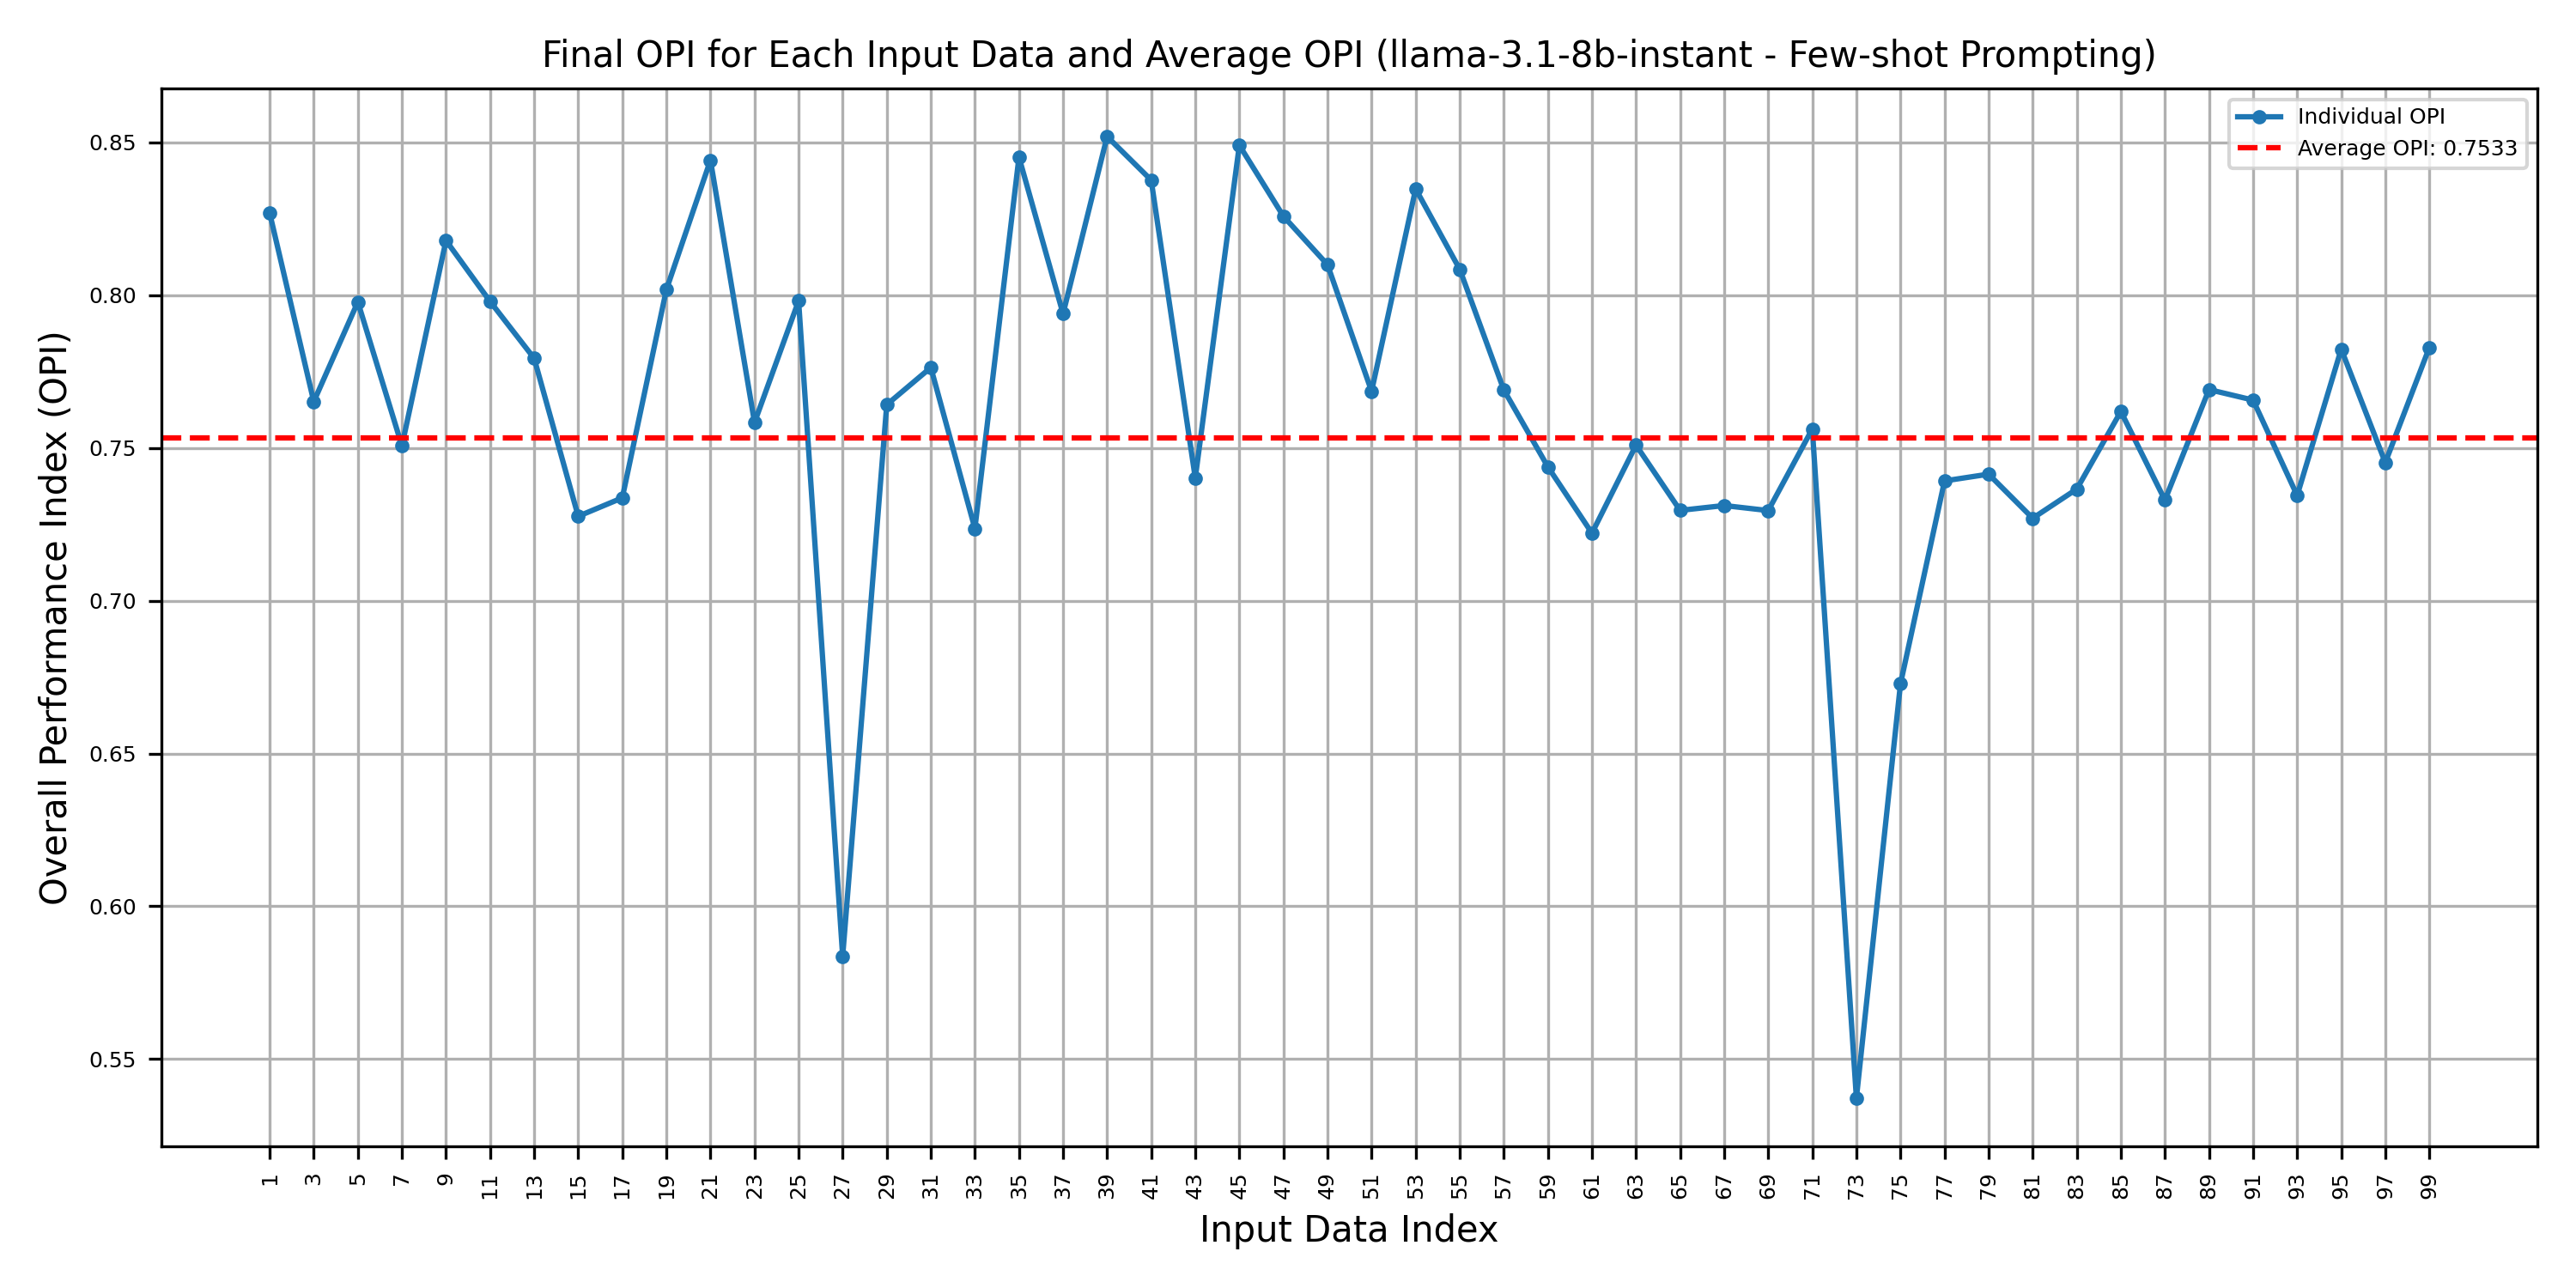 Final OPI for Each Input Data and Average OPI (llama-3.1-8b-instant - Few-shot Prompting)
Individual OPI
Average OPI: 0.7533
Overall Performance Index (OPI)
0.85
0.80
0.75
0.70
0.65
0.60
0.55
1 3 5 7 9 11 13 15 17 19 21 23 25 27 29 31 33 35 37 39 41 43 45 47 49 51 53 55 57 59 61 63 65 67 69 71 73 75 77 79 81 83 85 87 89 91 93 95 97 99
Input Data Index